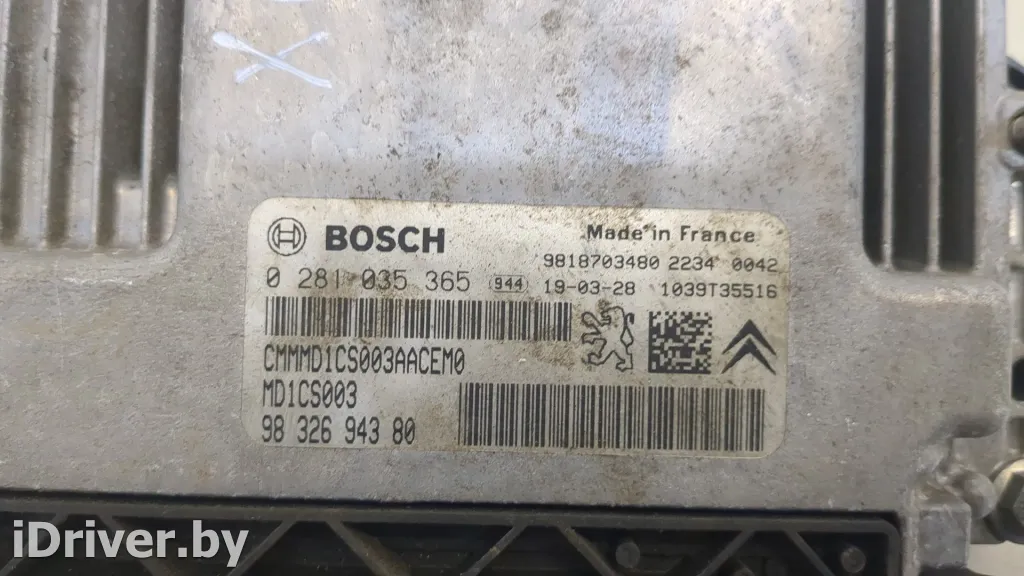 BOSCH
Made in France
9818703480 2234 0042
0 281 035 365 944 19-03-28 1039T35516
CMMMD1CS003AACEM0
MD1CS003
98 326 943 80
iDriver.by